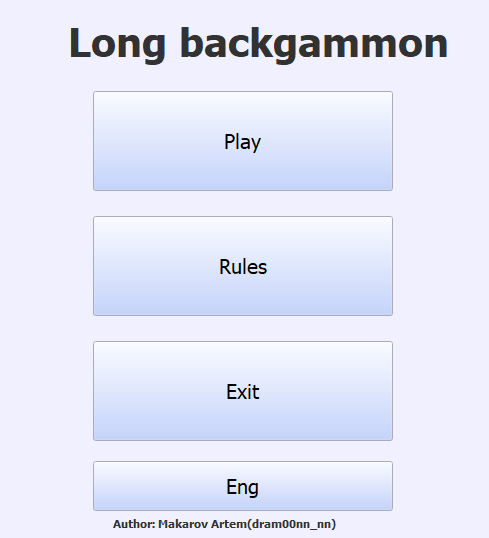 Long backgammon
Play
Rules
Exit
Eng
Author: Makarov Artem(dram00nn_nn)